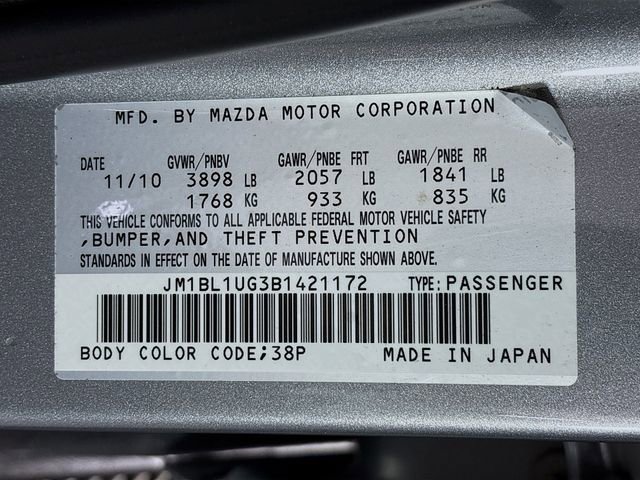 MFD. BY MAZDA MOTOR CORPORATION
DATE GVWR/PNBV GAWR/PNBE FRT GAWR/PNBE RR
11/10 3898 LB 2057 LB 1841 LB
1768 KG 933 KG 835 KG
THIS VEHICLE CONFORMS TO ALL APPLICABLE FEDERAL MOTOR VEHICLE SAFETY
,BUMPER,AND THEFT PREVENTION
STANDARDS IN EFFECT ON THE DATE OF MANUFACTURE SHOWN ABOVE.
JM1BL1UG3B1421172 TYPE:PASSENGER
BODY COLOR CODE;38P MADE IN JAPAN